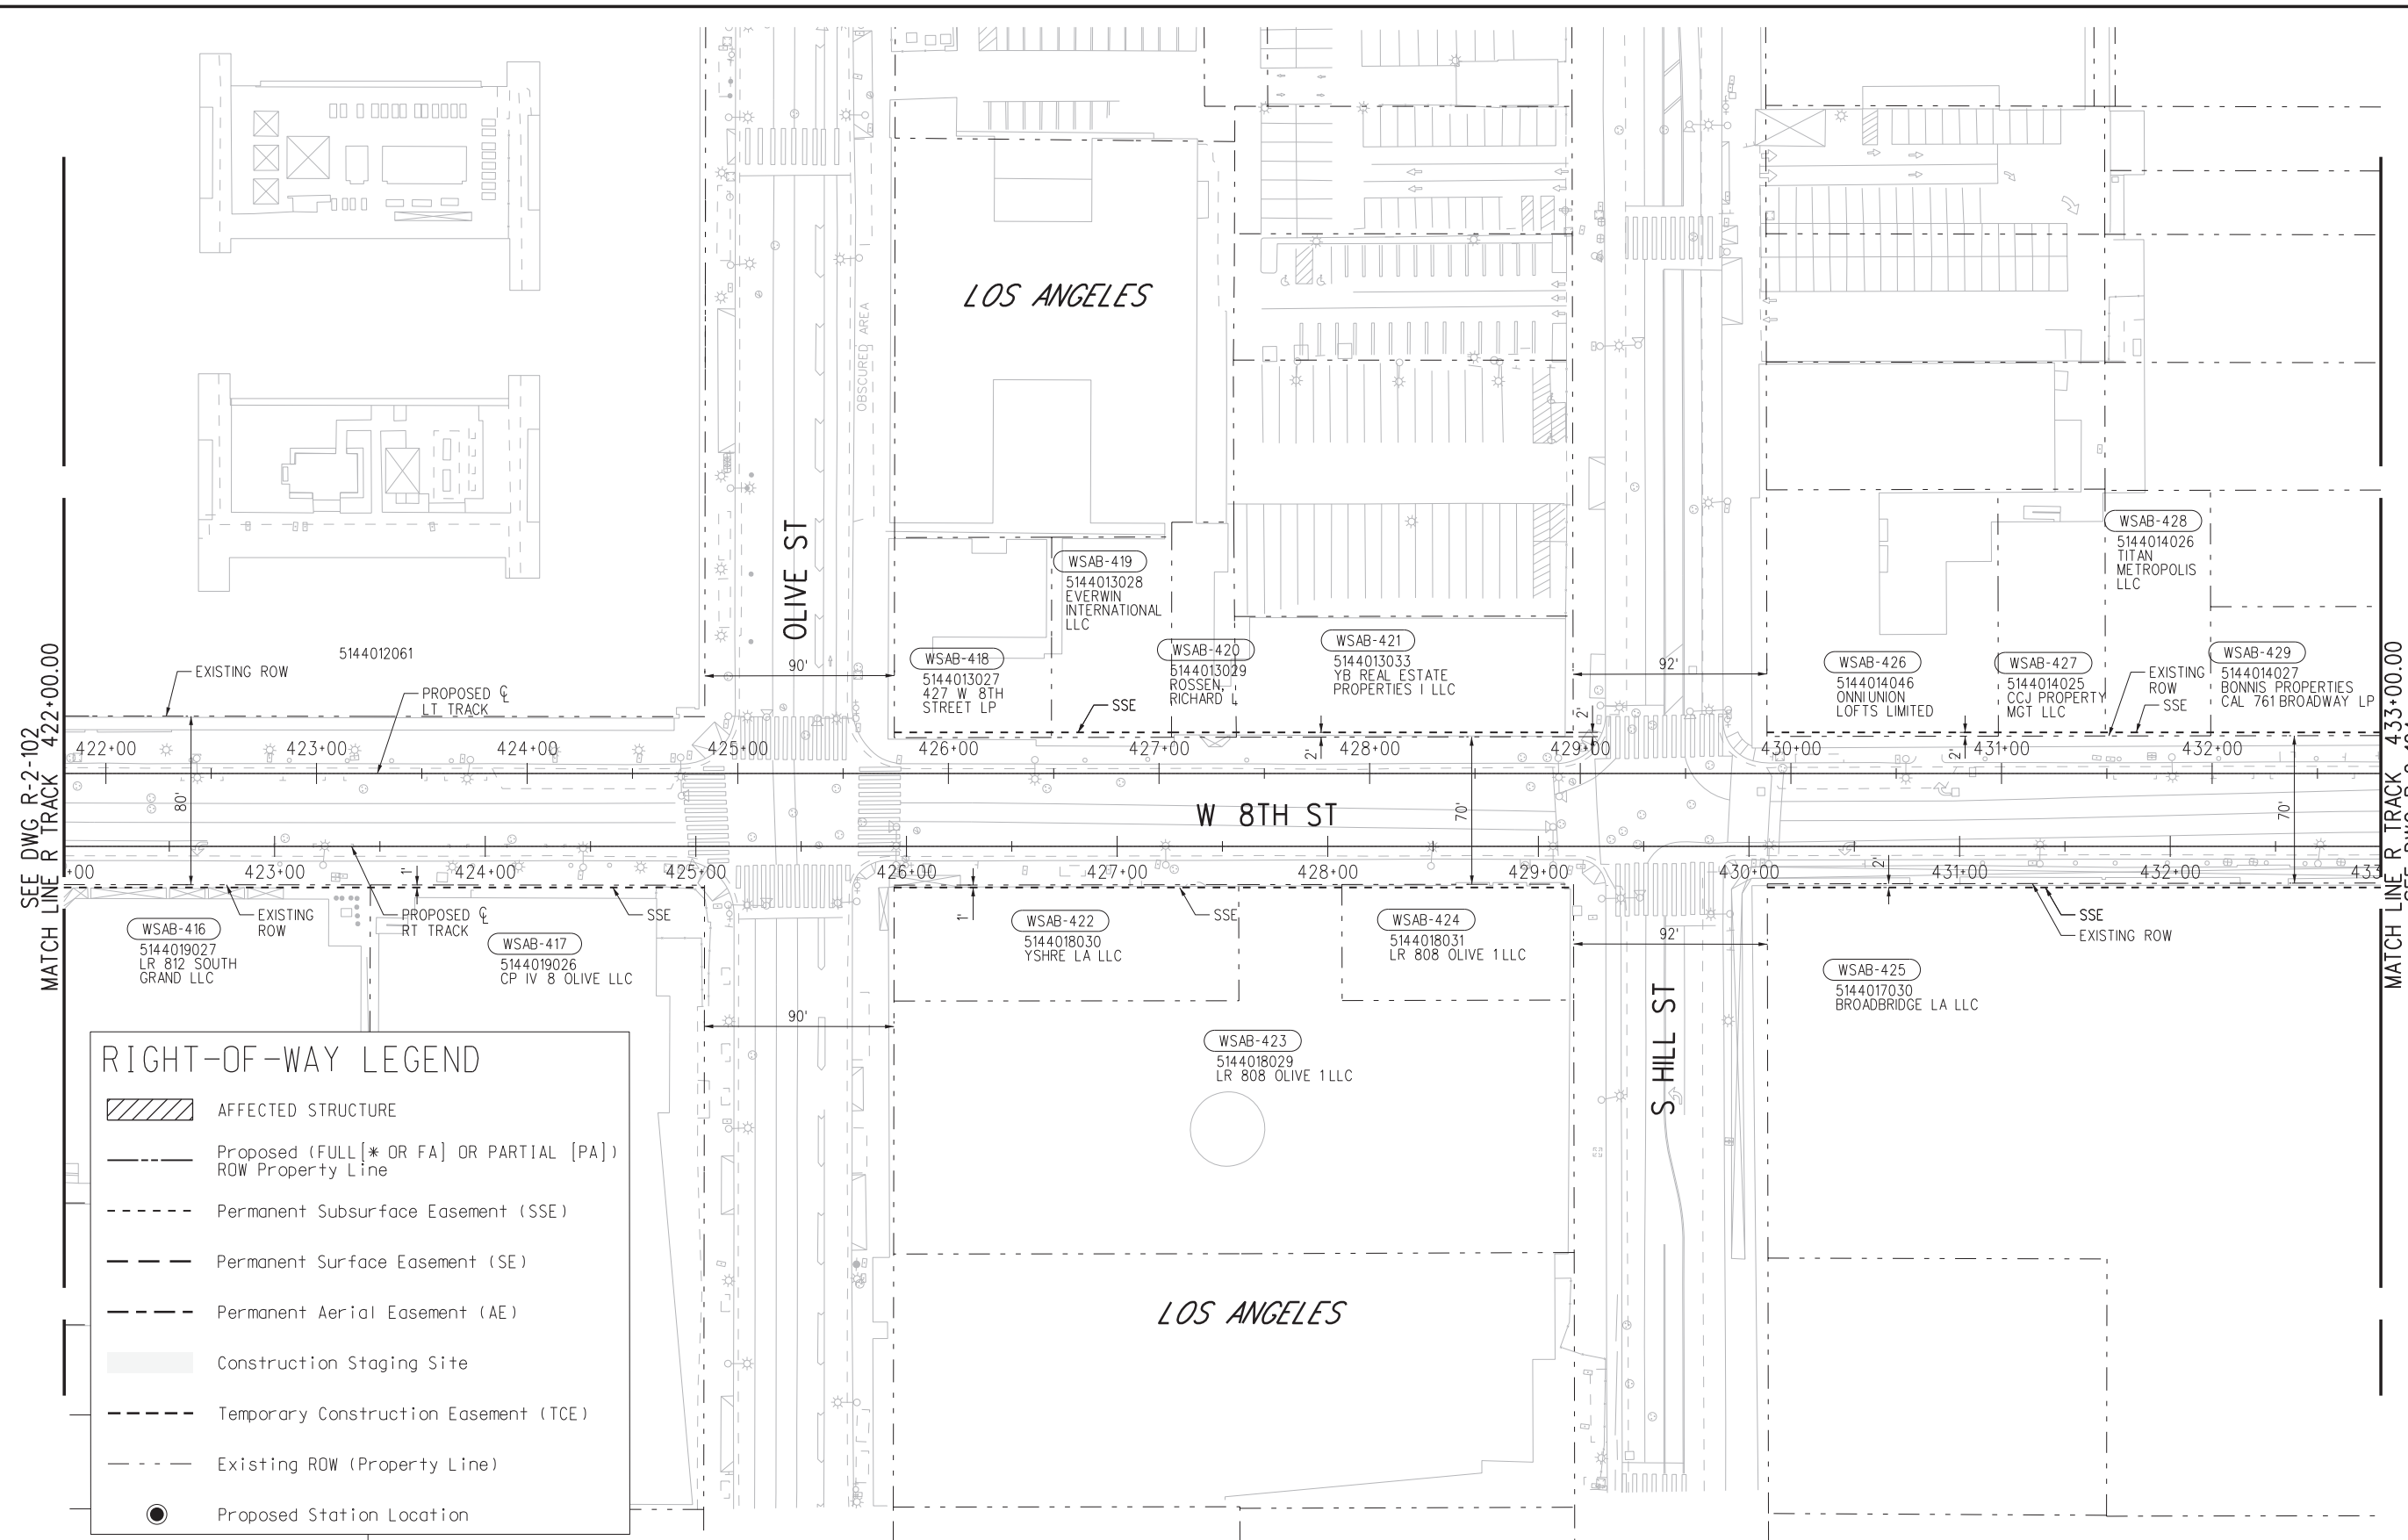 LOS ANGELES
OBSCURED AREA
OLIVE ST
WSAB-419
5144013028
EVERWIN
INTERNATIONAL
LLC
WSAB-428
5144014026
TITAN
METROPOLIS
LLC
SEE DWG R-2-102
MATCH LINE R TRACK 422+00.00
5144012061
EXISTING ROW
PROPOSED ℄
LT TRACK
90'
WSAB-418
5144013027
427 W 8TH
STREET LP
SSE
WSAB-420
5144013029
ROSSEN,
RICHARD L
WSAB-421
5144013033
YB REAL ESTATE
PROPERTIES I LLC
92'
WSAB-426
5144014046
ONNI UNION
LOFTS LIMITED
WSAB-427
5144014025
CCJ PROPERTY
MGT LLC
EXISTING
ROW
SSE
WSAB-429
5144014027
BONNIS PROPERTIES
CAL 761 BROADWAY LP
MATCH LINE R TRACK 433+00.00
2'
2'
2'
422+00 423+00 424+00 425+00 426+00 427+00 428+00 429+00 430+00 431+00 432+00
80'
W 8TH ST
70'
70'
1'
2'
+00 423+00 424+00 425+00 426+00 427+00 428+00 429+00 430+00 431+00 432+00 433
EXISTING
ROW
PROPOSED ℄
RT TRACK
SSE
1'
SSE
SSE
EXISTING ROW
WSAB-416
5144019027
LR 812 SOUTH
GRAND LLC
WSAB-417
5144019026
CP IV 8 OLIVE LLC
WSAB-422
5144018030
YSHRE LA LLC
WSAB-424
5144018031
LR 808 OLIVE 1 LLC
92'
WSAB-425
5144017030
BROADBRIDGE LA LLC
90'
WSAB-423
5144018029
LR 808 OLIVE 1 LLC
S HILL ST
LOS ANGELES
RIGHT-OF-WAY LEGEND
AFFECTED STRUCTURE
Proposed (FULL[* OR FA] OR PARTIAL [PA])
ROW Property Line
Permanent Subsurface Easement (SSE)
Permanent Surface Easement (SE)
Permanent Aerial Easement (AE)
Construction Staging Site
Temporary Construction Easement (TCE)
Existing ROW (Property Line)
Proposed Station Location